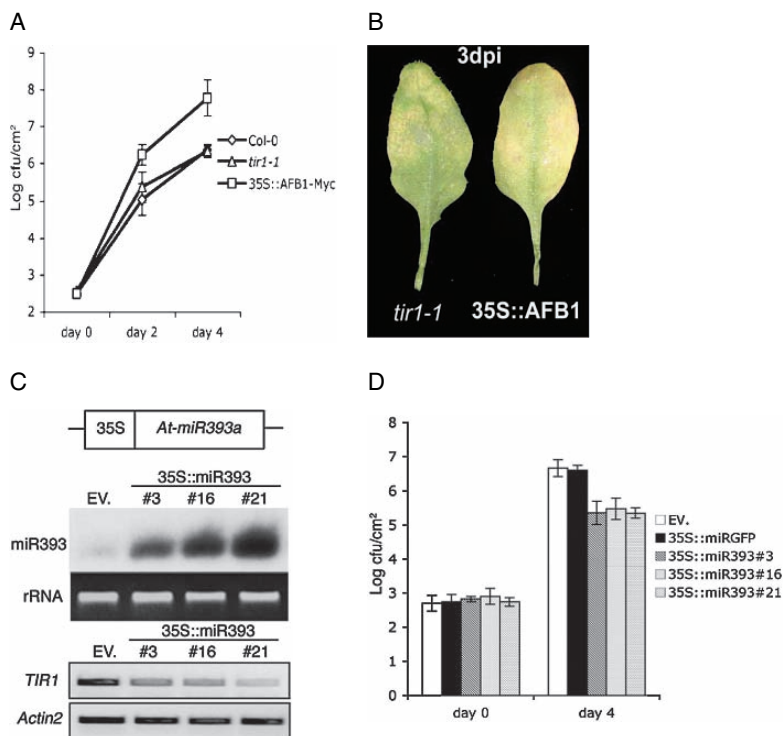 A
9
8
7
6
5
4
3
2
Log cfu/cm²
day 0 day 2 day 4
Col-0
tir1-1
35S::AFB1-Myc
B
3dpi
tir1-1 35S::AFB1
C
35S At-miR393a
35S::miR393
EV. #3 #16 #21
miR393
rRNA
35S::miR393
EV. #3 #16 #21
TIR1
Actin2
D
8
7
6
5
4
3
2
1
0
Log cfu/cm²
day 0 day 4
EV.
35S::miRGFP
35S::miR393#3
35S::miR393#16
35S::miR393#21